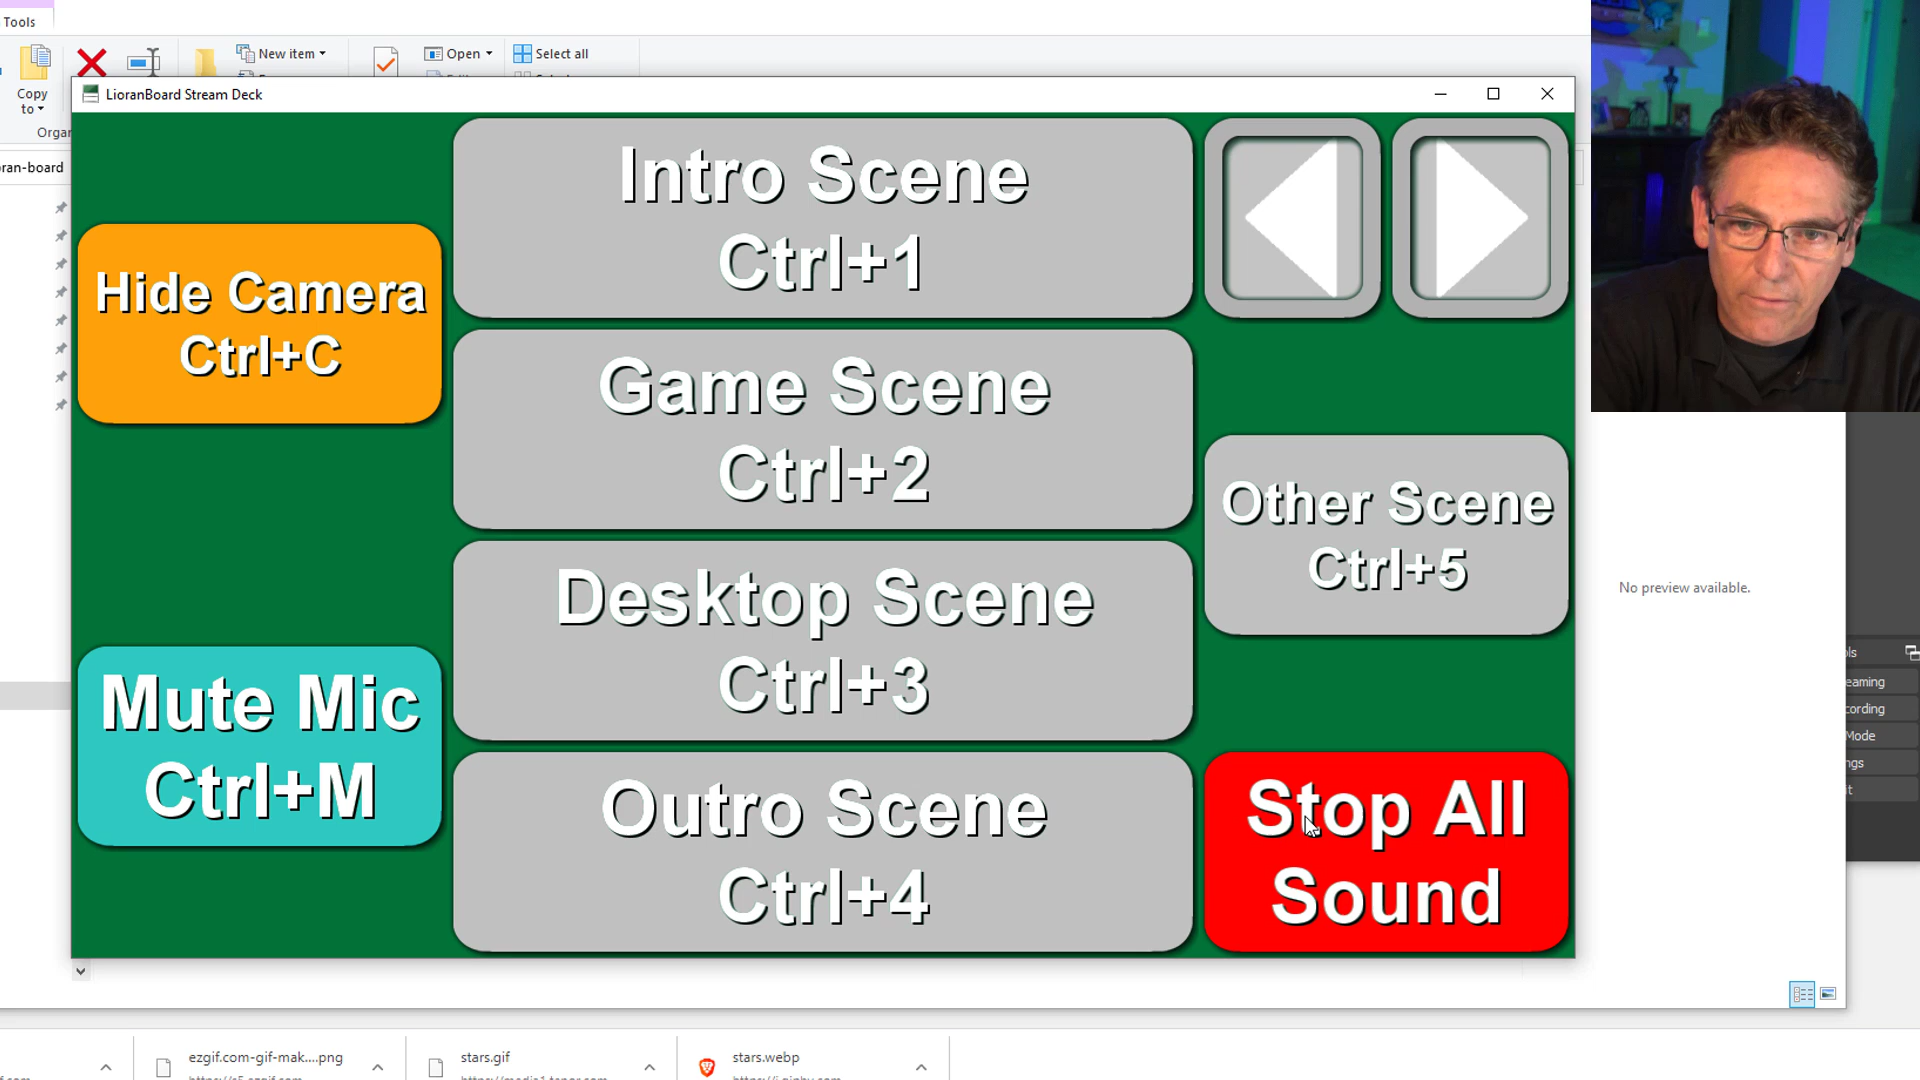 Tools
New item
Open
Select all
Copy
to
LioranBoard Stream Deck
Intro Scene
Ctrl+1
Hide Camera
Ctrl+C
Game Scene
Ctrl+2
Other Scene
Ctrl+5
Desktop Scene
Ctrl+3
No preview available.
Mute Mic
Ctrl+M
Outro Scene
Ctrl+4
Stop All
Sound
Orgar
ran-board
ls
eaming
cording
Mode
ngs
it
ezgif.com-gif-mak....png
stars.gif
stars.webp